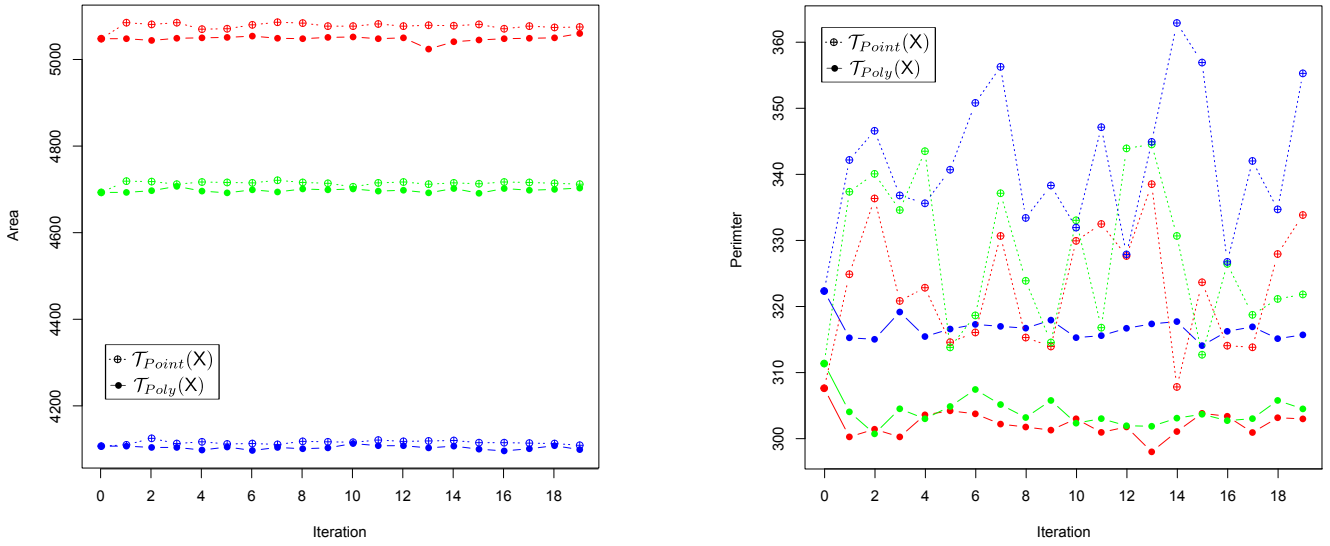 Area
5000
4800
4600
4400
4200
𝒯Point(X)
𝒯Poly(X)
0 2 4 6 8 10 12 14 16 18
Iteration
Perimter
360
350
340
330
320
310
300
𝒯Point(X)
𝒯Poly(X)
0 2 4 6 8 10 12 14 16 18
Iteration